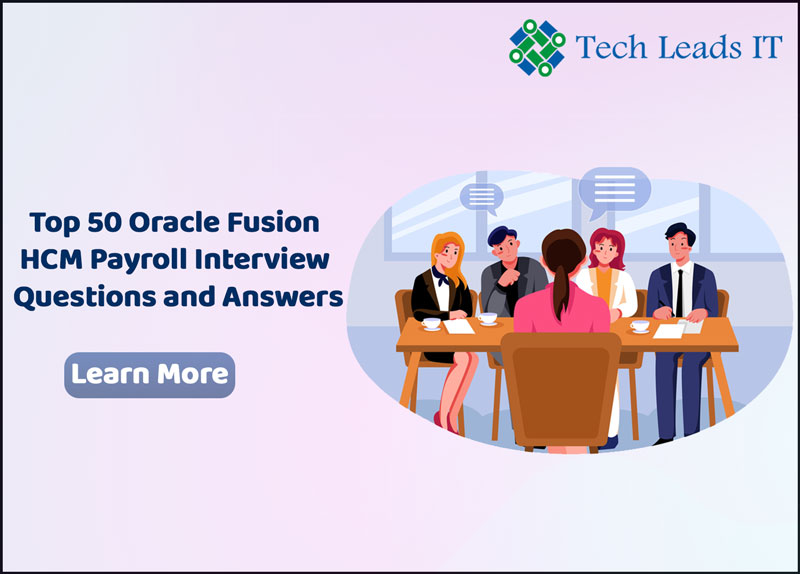 Tech Leads IT
Top 50 Oracle Fusion
HCM Payroll Interview
Questions and Answers
Learn More